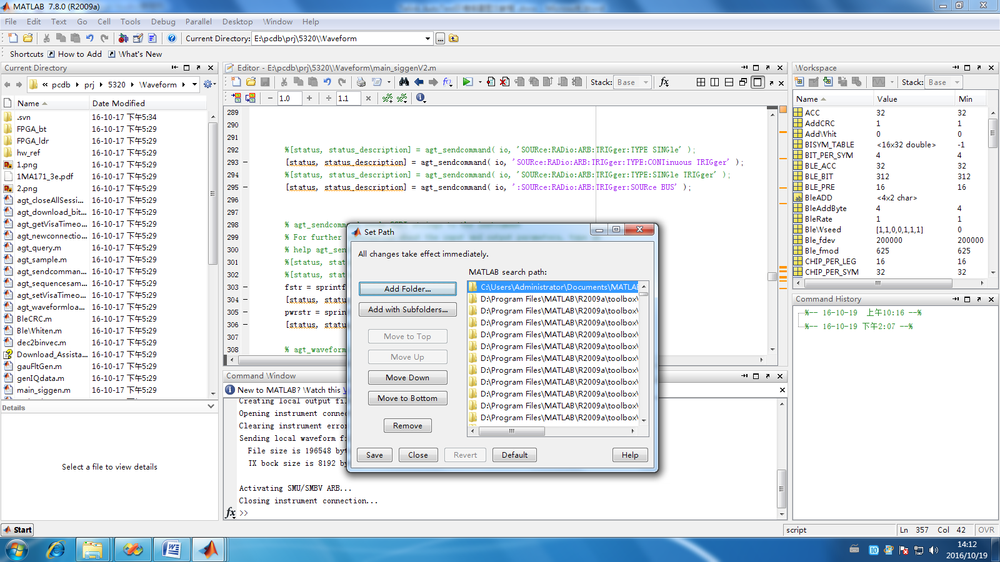 MATLAB 7.8.0 (R2009a)
File Edit Text Go Cell Tools Debug Parallel Desktop Window Help
Current Directory: E:\pcdb\prj\5320\Waveform
Shortcuts How to Add What's New
Current Directory
« pcdb prj 5320 Waveform
Name Date Modified
.svn 16-10-17 下午5:34
FPGA_bt 16-10-17 下午5:29
FPGA_ldr 16-10-17 下午5:29
hw_ref 16-10-17 下午5:29
1.png 16-10-17 下午5:29
1MA171_3e.pdf 16-10-17 下午5:29
2.png 16-10-17 下午5:29
agt_closeAllSessi... 16-10-17 下午5:29
agt_download_bit... 16-10-17 下午5:29
agt_getVisaTimeo... 16-10-17 下午5:29
agt_newconnectio... 16-10-17 下午5:29
agt_query.m 16-10-17 下午5:29
agt_sample.m 16-10-17 下午5:29
agt_sendcomman... 16-10-17 下午5:29
agt_sequencesam... 16-10-17 下午5:29
agt_setVisaTimeo... 16-10-17 下午5:29
agt_waveformloa... 16-10-17 下午5:29
BleCRC.m 16-10-17 下午5:29
BleWhiten.m 16-10-17 下午5:29
dec2binvec.m 16-10-17 下午5:29
Download_Assista... 16-10-17 下午5:29
gauFltGen.m 16-10-17 下午5:29
genIQdata.m 16-10-17 下午5:29
main_siggen.m 16-10-17 下午5:29
Details
Select a file to view details
Editor - E:\pcdb\prj\5320\Waveform\main_siggenV2.m
Stack: Base
1.0 1.1
289
290
291
292 %[status, status_description] = agt_sendcommand( io, 'SOURce:RADio:ARB:TRIGger:TYPE SINGle' );
293 – [status, status_description] = agt_sendcommand( io, 'SOURce:RADio:ARB:TRIGger:TYPE:CONTinuous TRIGger' );
294 %[status, status_description] = agt_sendcommand( io, 'SOURce:RADio:ARB:TRIGger:TYPE:SINGle TRIGger' );
295 – [status, status_description] = agt_sendcommand( io, ':SOURce:RADio:ARB:TRIGger:SOURce BUS' );
296
297
298 % agt_sendcomm
299 % For further
300 % help agt_sen
301 %[status, stat
302 %[status, stat
303 – fstr = sprintf
304 – [status, stat
305 – pwrstr = sprin
306 – [status, stat
307
308 % agt_wavefor
Set Path
All changes take effect immediately.
MATLAB search path:
Add Folder...
Add with Subfolders...
Move to Top
Move Up
Move Down
Move to Bottom
Remove
C:\Users\Administrator\Documents\MATLAB
D:\Program Files\MATLAB\R2009a\toolbox\
D:\Program Files\MATLAB\R2009a\toolbox\
D:\Program Files\MATLAB\R2009a\toolbox\
D:\Program Files\MATLAB\R2009a\toolbox\
D:\Program Files\MATLAB\R2009a\toolbox\
D:\Program Files\MATLAB\R2009a\toolbox\
D:\Program Files\MATLAB\R2009a\toolbox\
D:\Program Files\MATLAB\R2009a\toolbox\
D:\Program Files\MATLAB\R2009a\toolbox\
D:\Program Files\MATLAB\R2009a\toolbox\
D:\Program Files\MATLAB\R2009a\toolbox\
Save Close Revert Default Help
Command Window
New to MATLAB? Watch this
Creating local output fi
Opening instrument connec
Clearing instrument error
Sending local waveform f
File size is 196548 by
TX bock size is 8192 b
Activating SMU/SMBV ARB...
Closing instrument connection...
fx >>
Workspace
Stack: Base
Name Value Min
ACC 32 32
AddCRC 1 1
AddWhit 0 0
BISYM_TABLE <16x32 double> -1
BIT_PER_SYM 4 4
BLE_ACC 32 32
BLE_BIT 312 312
BLE_PRE 16 16
BleADD <4x2 char>
BleAddByte 4 4
BleRate 1 1
BleWseed [1,1,0,0,1,1,1] 0
Ble_fdev 200000 200000
Ble_fmod 625 625
CHIP_PER_LEG 16 16
CHIP_PER_SYM 32 32
Command History
%-- 16-10-19 上午10:16 --%
%-- 16-10-19 下午2:07 --%
Start
script Ln 357 Col 42 OVR
14:12
2016/10/19